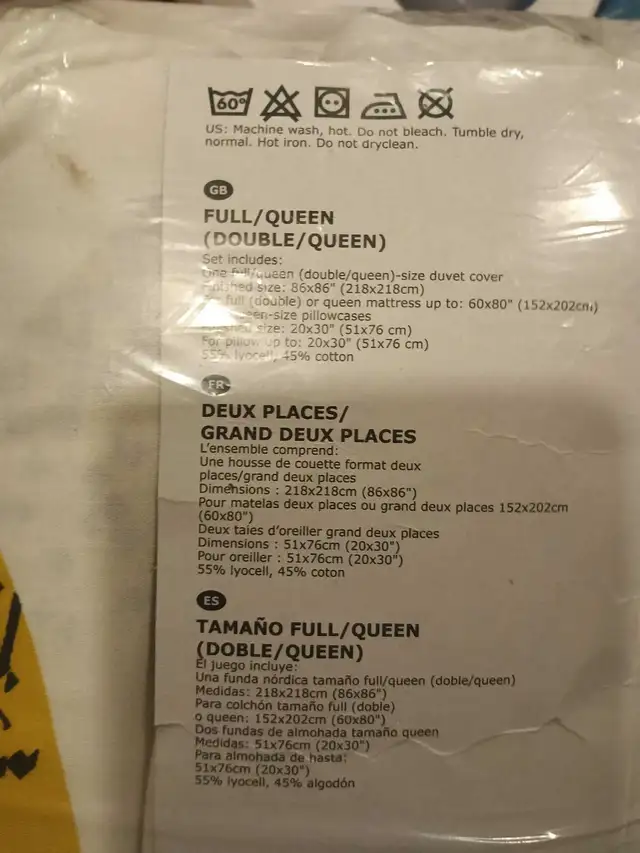 60°
US: Machine wash, hot. Do not bleach. Tumble dry,
normal. Hot iron. Do not dryclean.
GB
FULL/QUEEN
(DOUBLE/QUEEN)
Set includes:
One full/queen (double/queen)-size duvet cover
Finished size: 86x86" (218x218cm)
For full (double) or queen mattress up to: 60x80" (152x202cm)
queen-size pillowcases
Finished size: 20x30" (51x76 cm)
For pillow up to: 20x30" (51x76 cm)
55% lyocell, 45% cotton
FR
DEUX PLACES/
GRAND DEUX PLACES
L'ensemble comprend:
Une housse de couette format deux
places/grand deux places
Dimensions : 218x218cm (86x86")
Pour matelas deux places ou grand deux places 152x202cm
(60x80")
Deux taies d'oreiller grand deux places
Dimensions : 51x76cm (20x30")
Pour oreiller : 51x76cm (20x30")
55% lyocell, 45% coton
ES
TAMAÑO FULL/QUEEN
(DOBLE/QUEEN)
El juego incluye:
Una funda nórdica tamaño full/queen (doble/queen)
Medidas: 218x218cm (86x86")
Para colchón tamaño full (doble)
o queen: 152x202cm (60x80")
Dos fundas de almohada tamaño queen
Medidas: 51x76cm (20x30")
Para almohada de hasta:
51x76cm (20x30")
55% lyocell, 45% algodón